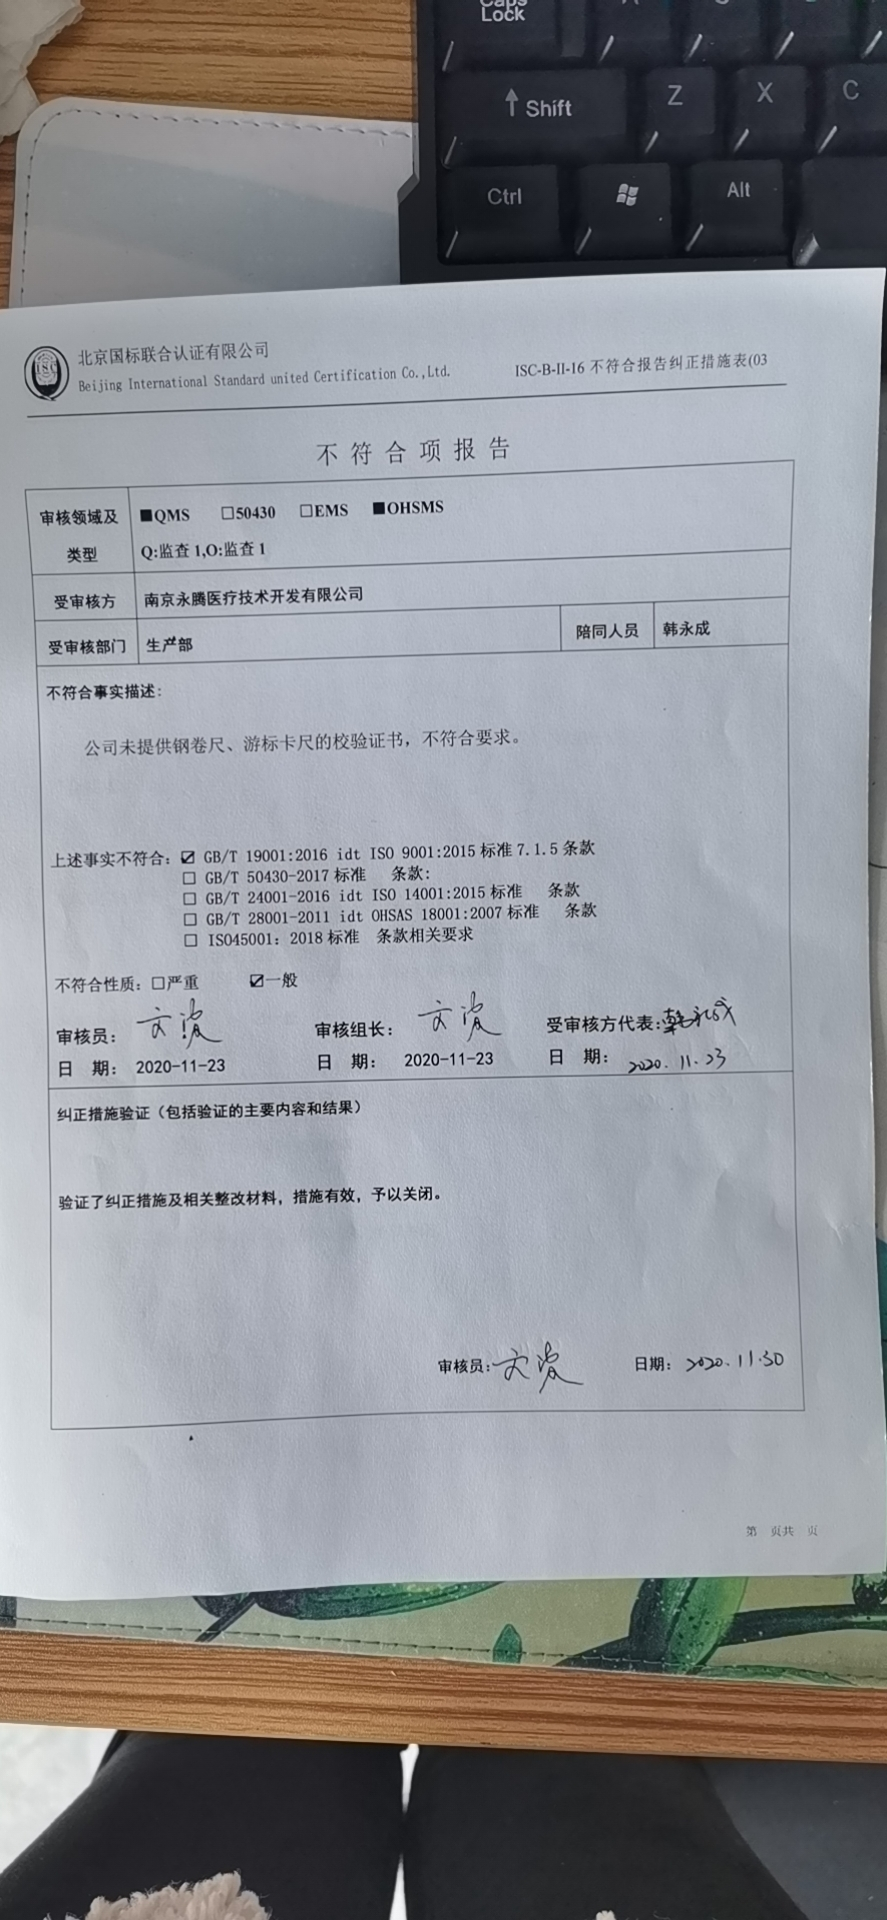 Caps
Lock
Shift
Z
X
C
Ctrl
Alt
ISC
北京国标联合认证有限公司
Beijing International Standard united Certification Co.,Ltd.
ISC-B-II-16 不符合报告纠正措施表(03
不符合项报告
审核领域及类型
■QMS □50430 □EMS ■OHSMS
Q:监查 1,O:监查 1
受审核方 南京永腾医疗技术开发有限公司
受审核部门 生产部 陪同人员 韩永成
不符合事实描述:
公司未提供钢卷尺、游标卡尺的校验证书，不符合要求。
上述事实不符合: ☑ GB/T 19001:2016 idt ISO 9001:2015 标准 7.1.5 条款
□ GB/T 50430-2017 标准 条款:
□ GB/T 24001-2016 idt ISO 14001:2015 标准 条款
□ GB/T 28001-2011 idt OHSAS 18001:2007 标准 条款
□ ISO45001: 2018 标准 条款相关要求
不符合性质: □严重 ☑一般
审核员: 文波 审核组长: 文波 受审核方代表: 韩永成
日 期: 2020-11-23 日 期: 2020-11-23 日 期: 2020.11.23
纠正措施验证（包括验证的主要内容和结果）
验证了纠正措施及相关整改材料，措施有效，予以关闭。
审核员: 文波 日期: 2020.11.30
第 页共 页